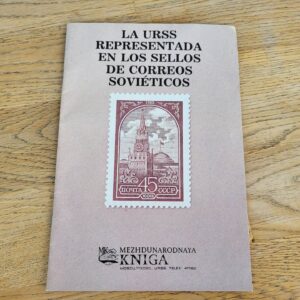 LA URSS
REPRESENTADA
EN LOS SELLOS
DE CORREOS
SOVIÉTICOS
ПОЧТА 45 СССР
MEZHDUNARODNAYA
KNIGA